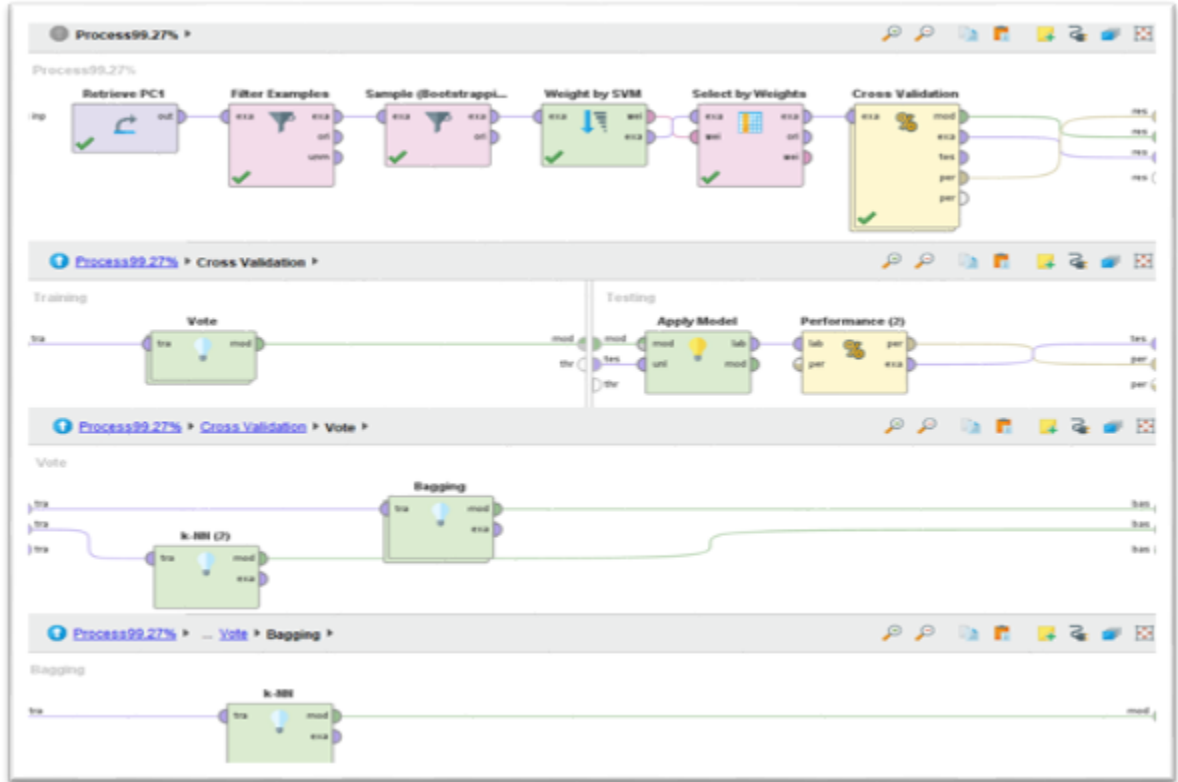 Process99.27%
Process99.27%
Retrieve PC1 Filter Examples Sample (Bootstrappi... Weight by SVM Select by Weights Cross Validation
inp out exa exa exa exa exa wei exa exa exa mod res
ori ori exa wei ori exa res
unm wei tes res
per res
per
Process99.27% Cross Validation
Training Testing
Vote Apply Model Performance (2)
tra tra mod mod mod mod lab lab per tes
thr tes unl mod per exa per
thr per
Process99.27% Cross Validation Vote
Vote
Bagging
tra tra mod bas
tra exa bas
k-NN (2)
tra tra mod bas
exa
Process99.27% ... Vote Bagging
Bagging
k-NN
tra tra mod mod
exa